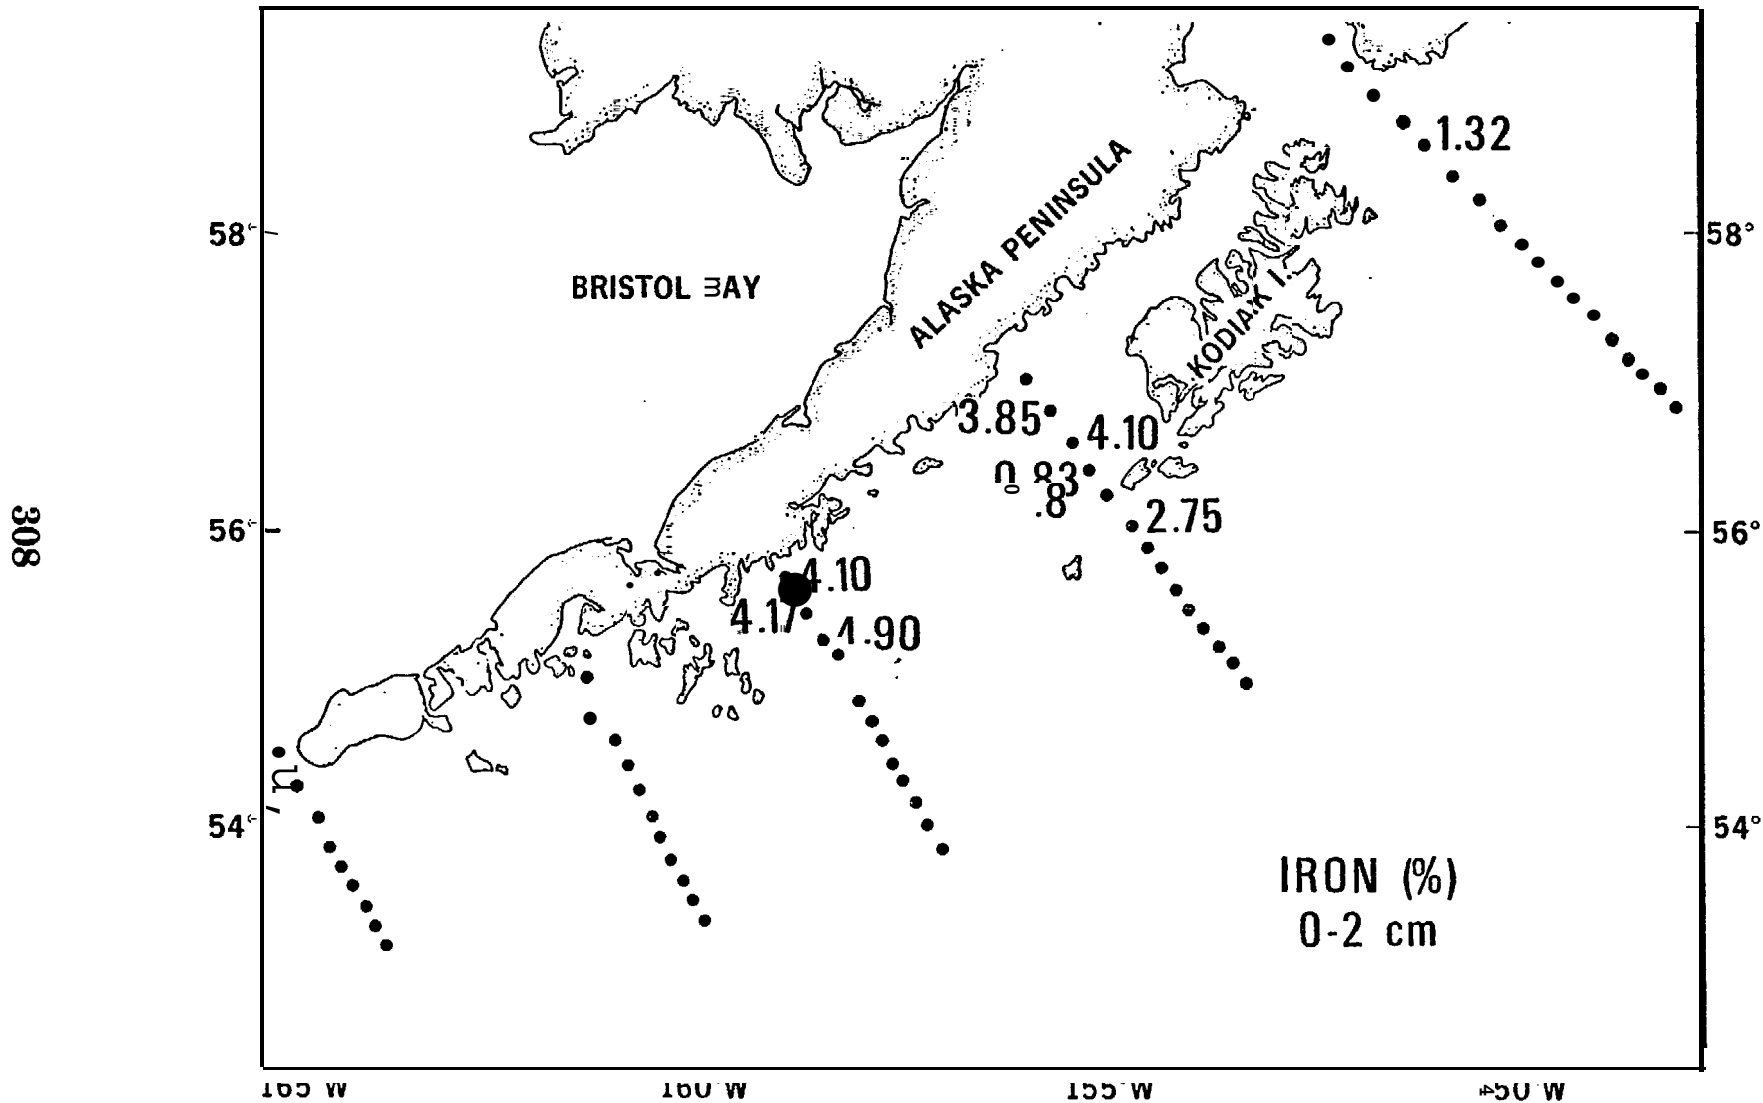 1.32
58°
58°
ALASKA PENINSULA
BRISTOL BAY
KODIAK I.
3.85
4.10
308
2.75
56°
56°
4.10
4.17
4.90
54°
54°
IRON (%)
0-2 cm
165 W
160 W
155 W
150 W